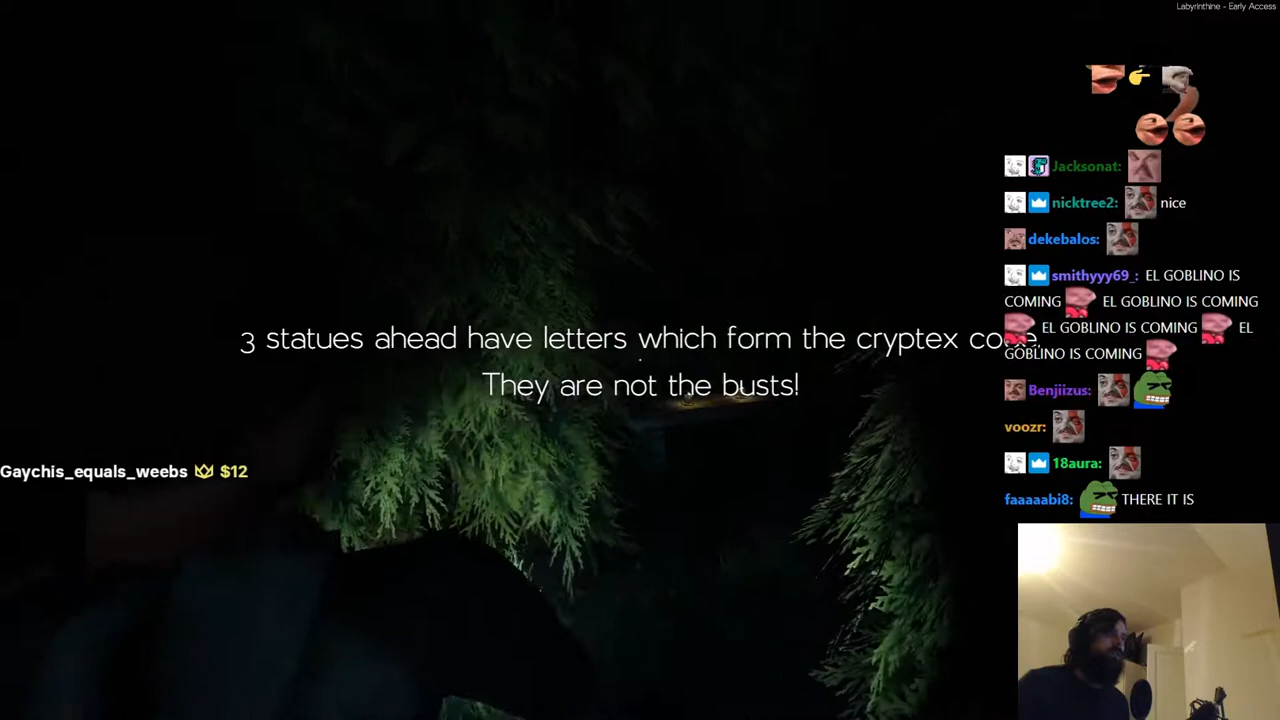 Labyrinthine - Early Access
Jacksonat:
nicktree2: nice
dekebalos:
smithyyy69_: EL GOBLINO IS
COMING EL GOBLINO IS COMING
EL GOBLINO IS COMING EL
GOBLINO IS COMING
3 statues ahead have letters which form the cryptex code.
They are not the busts!
Benjiizus:
voozr:
Gaychis_equals_weebs $12
18aura:
faaaaabi8: THERE IT IS